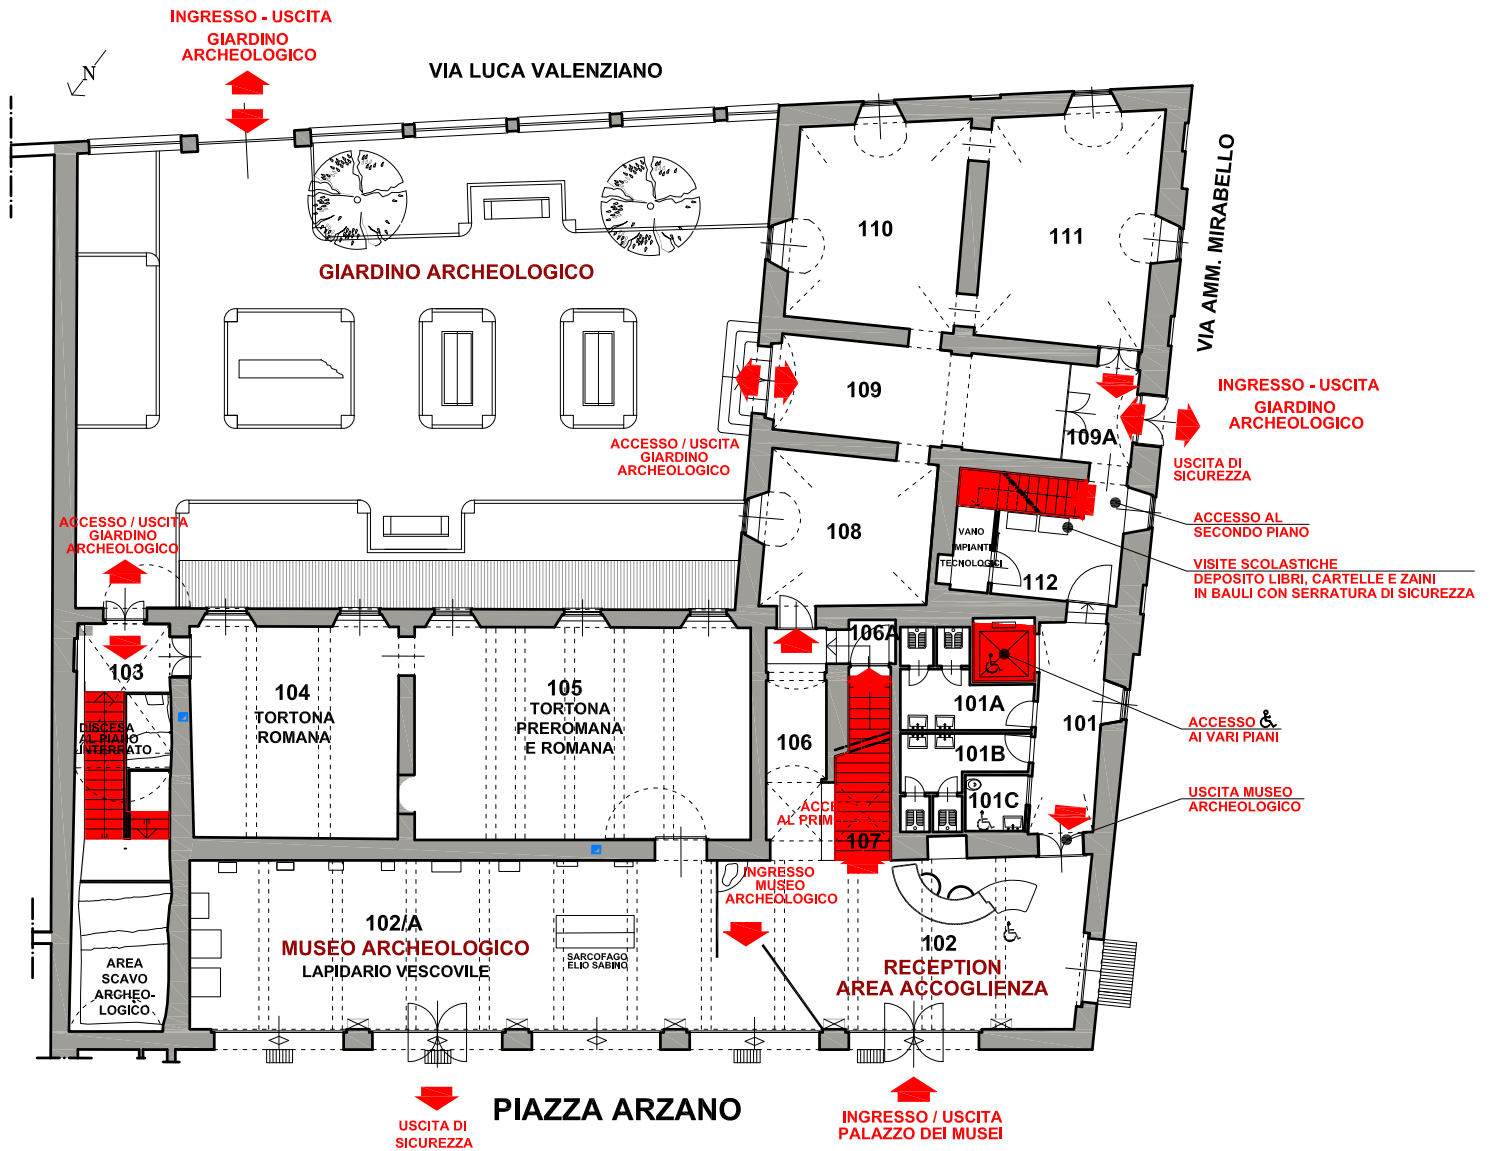 INGRESSO - USCITA
GIARDINO
ARCHEOLOGICO
N
VIA LUCA VALENZIANO
VIA AMM. MIRABELLO
110
111
GIARDINO ARCHEOLOGICO
109
109A
INGRESSO - USCITA
GIARDINO
ARCHEOLOGICO
ACCESSO / USCITA
GIARDINO
ARCHEOLOGICO
USCITA DI
SICUREZZA
ACCESSO / USCITA
GIARDINO
ARCHEOLOGICO
108
VANO
IMPIANTI
TECNOLOGICI
112
ACCESSO AL
SECONDO PIANO
VISITE SCOLASTICHE
DEPOSITO LIBRI, CARTELLE E ZAINI
IN BAULI CON SERRATURA DI SICUREZZA
103
DISCESA
AL PIANO
INTERRATO
104
TORTONA
ROMANA
105
TORTONA
PREROMANA
E ROMANA
106
106A
101A
101B
101C
101
ACCESSO
AI VARI PIANI
USCITA MUSEO
ARCHEOLOGICO
ACCE
AL PRIM
107
INGRESSO
MUSEO
ARCHEOLOGICO
102/A
MUSEO ARCHEOLOGICO
LAPIDARIO VESCOVILE
SARCOFAGO
ELIO SABINO
102
RECEPTION
AREA ACCOGLIENZA
AREA
SCAVO
ARCHEO-
LOGICO
USCITA DI
SICUREZZA
PIAZZA ARZANO
INGRESSO / USCITA
PALAZZO DEI MUSEI